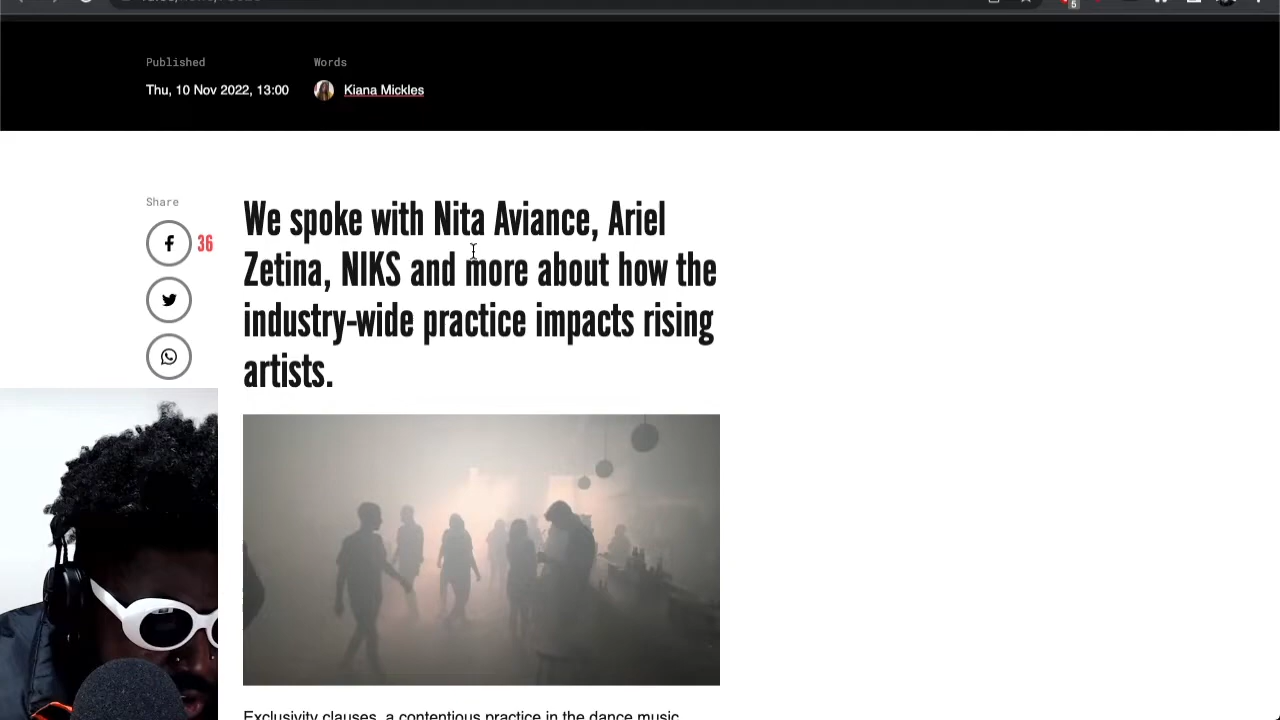 5
Published
Words
Thu, 10 Nov 2022, 13:00
Kiana Mickles
Share
36
We spoke with Nita Aviance, Ariel
Zetina, NIKS and more about how the
industry-wide practice impacts rising
artists.
Exclusivity clauses, a contentious practice in the dance music